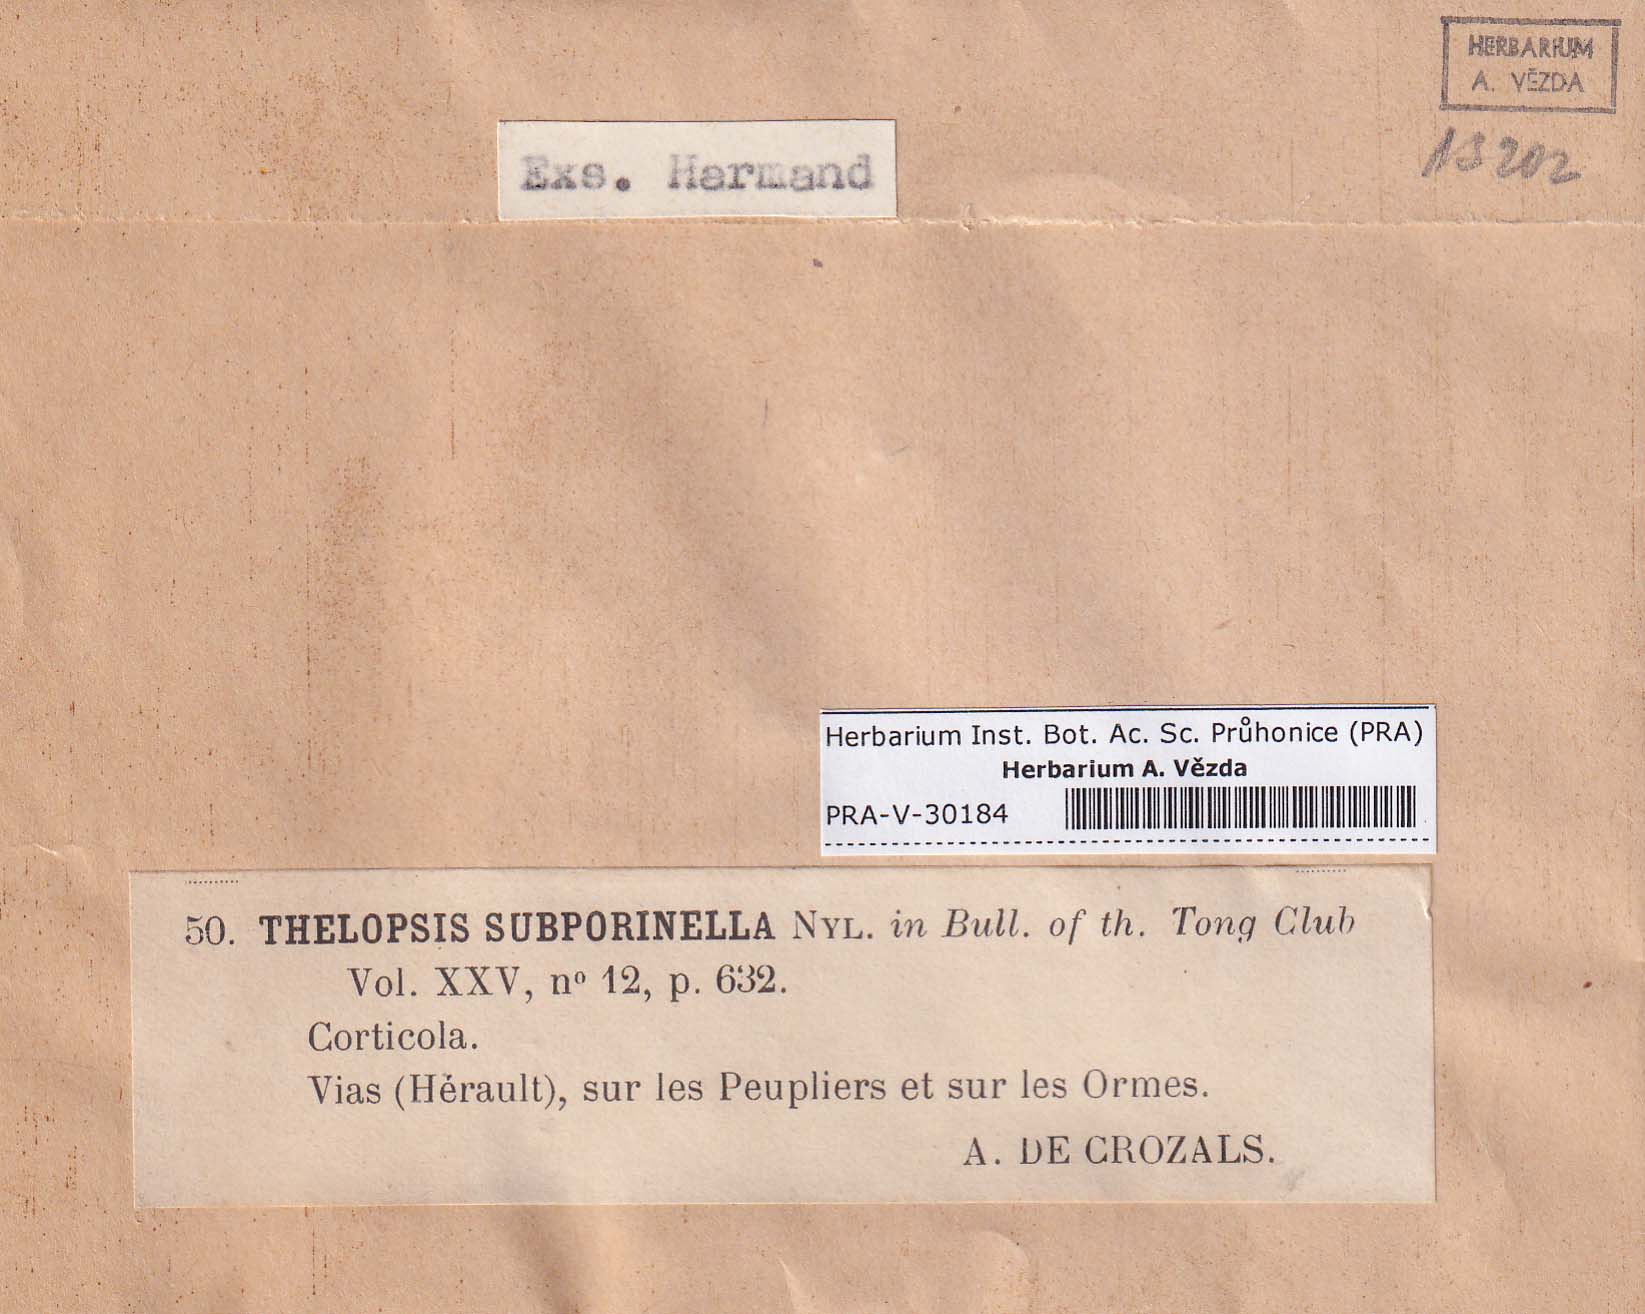 HERBARIUM
A. VĚZDA
13202
Exs. Harmand
Herbarium Inst. Bot. Ac. Sc. Průhonice (PRA)
Herbarium A. Vězda
PRA-V-30184
50. THELOPSIS SUBPORINELLA NYL. in Bull. of th. Tong Club
Vol. XXV, nº 12, p. 632.
Corticola.
Vias (Hérault), sur les Peupliers et sur les Ormes.
A. DE CROZALS.